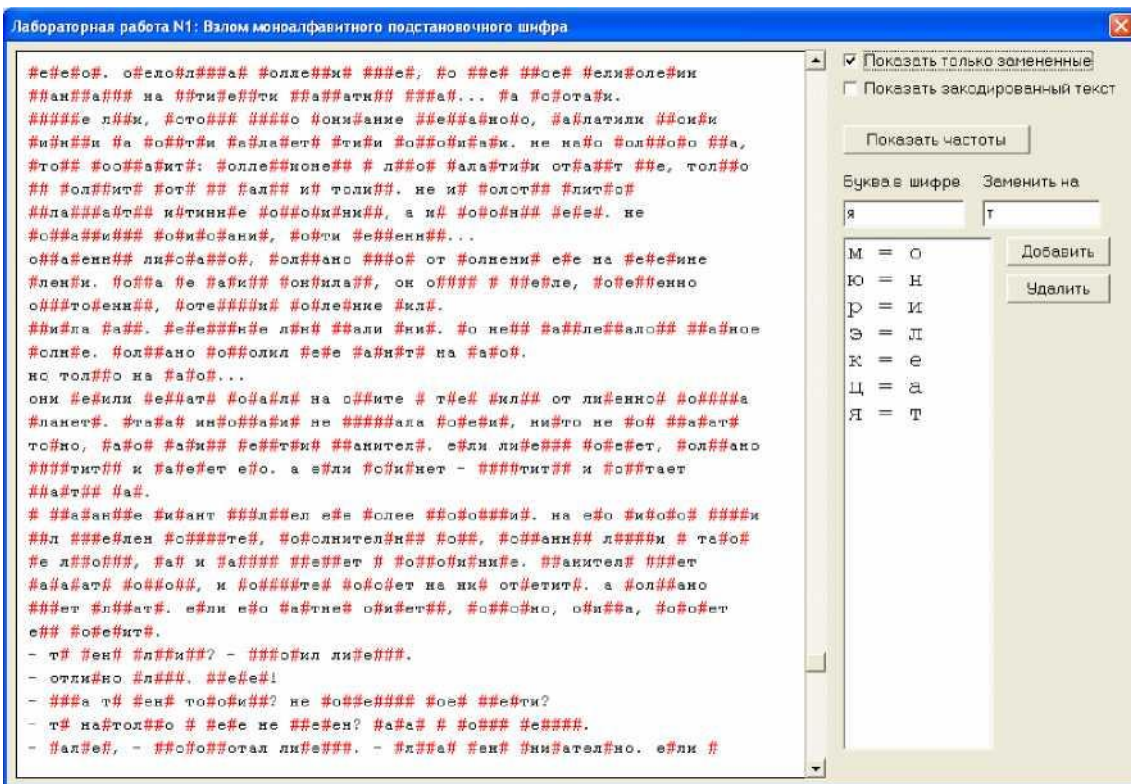 Лабораторная работа N1: Взлом моноалфавитного подстановочного шифра
#е#е#о#. о#ело#л###а# #олле##и# ###е#, #о ##е# ##ое# #ели#оле#ии
##ан##а### на ##ти#е##ти ##а##атн## ###а#... #а #о#ота#и.
#####е л##и, #ото### ####о #они#ание ##е##а#но#о, #а#латили ##ои#и
#и#н##и #а #о##т#и #а#ла#ет# #ти#и #о##о#и#а#и. не на#о #ол##о#о ##а,
#то## #оо##а#ит#: #олле##ионе## # л##о# #ала#ти#и от#а#т ##е, тол##о
## #ол##ит# #от# ## #ал## и# толи##. не и# #олот## #лит#о#
##ла###а#т## и#тинн#е #о##о#и#ни##, а и# #о#о#н## #е#е#. не
#о##а##и### #о#и#о#ани#, #о#ти #е##енн##...
о##а#енн## ли#о#а##о#, #ол##ано ###о# от #олнени# е#е на #е#е#ине
#лен#и. #о##а #е #а#и## #он#ила##, он о#### # ##е#ле, #о#е##енно
о###то#енн##, #оте####и# #о#ле#ние #ил#.
##и#ла #а##. #е#е###н#е л#н# ##али #ни#. #о не## #а##ле##ало## ##а#ное
#олн#е. #ол##ано #о##олил #е#е #а#н#т# на #а#о#.
но тол##о на #а#о#...
они #е#или #е##ат# #о#а#л# на о##ите # т#е# #ил## от ли#енно# #о####а
#ланет#. #та#а# ин#о##а#и# не #####ала #о#е#и#, ни#то не #о# ##а#ат#
то#но, #а#о# #а#и## #е##т#и# ##анител#. е#ли ли#е### #о#е#ет, #ол##ано
####тит## и #а#е#ет е#о. а е#ли #о#и#нет - ####тит## и #о##тает
##а#т## #а#.
# ##а#ан##е #и#ант ###л##ел е#е #олее ##о#о###и#. на е#о #и#о#о# ####и
##л ###е#лен #о####те#, #о#олнител#н## #о##, #о##анн## л####и # та#о#
#е л##о###, #а# и #а#### ##е##ет # #о##о#и#ни#е. ##анител# ###ет
#а#а#ат# #о##о##, и #о####те# #о#о#ет на ни# от#етит#. а #ол##ано
###ет #л##ат#. е#ли е#о #а#тне# о#и#ет##, #о##о#но, о#и##а, #о#о#ет
е## #о#е#ит#.
- т# #ен# #л##и##? - ###о#ил ли#е###.
- отли#но #л###. ##е#е#!
- ###а т# #ен# то#о#и##? не #о##е#### #ое# ##е#ти?
- т# на#тол##о # #е#е не ##е#ен? #а#а# # #о### #е####.
- #ал#е#, - ##о#о##отал ли#е###. - #л##а# #ен# #ни#ател#но. е#ли #
Показать только замененные
Показать закодированный текст
Показать частоты
Буква в шифре Заменить на
я т
м = о
ю = н
р = и
э = л
к = е
ц = а
я = т
Добавить
Удалить